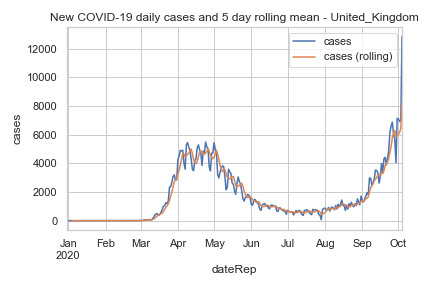 New COVID-19 daily cases and 5 day rolling mean - United_Kingdom
cases
cases (rolling)
12000
10000
8000
6000
4000
2000
0
cases
Jan Feb Mar Apr May Jun Jul Aug Sep Oct
2020
dateRep